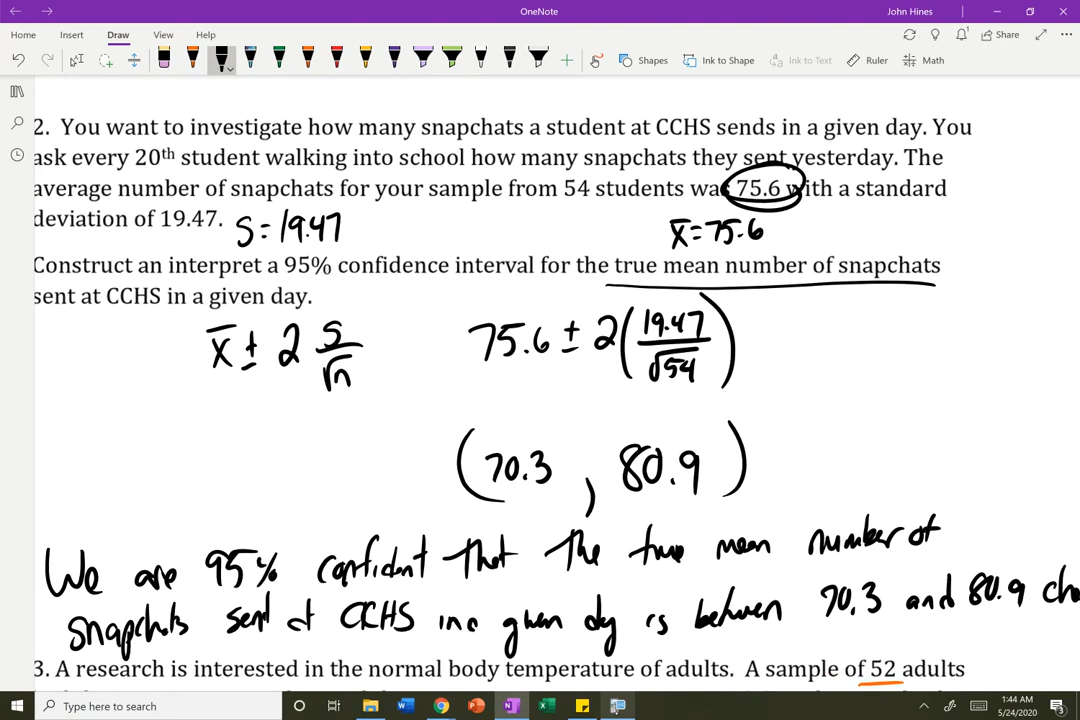 OneNote
John Hines
Home Insert Draw View Help
Share
Shapes Ink to Shape Ink to Text Ruler Math
2. You want to investigate how many snapchats a student at CCHS sends in a given day. You
ask every 20th student walking into school how many snapchats they sent yesterday. The
average number of snapchats for your sample from 54 students was 75.6 with a standard
deviation of 19.47. S = 19.47 x̄ = 75.6
Construct an interpret a 95% confidence interval for the true mean number of snapchats
sent at CCHS in a given day.
x̄ ± 2 s/√n 75.6 ± 2(19.47/√54)
(70.3, 80.9)
We are 95% confident that the true mean number of
snapchats sent at CCHS in a given day is between 70.3 and 80.9 cha
3. A research is interested in the normal body temperature of adults. A sample of 52 adults
Type here to search
1:44 AM
5/24/2020
3